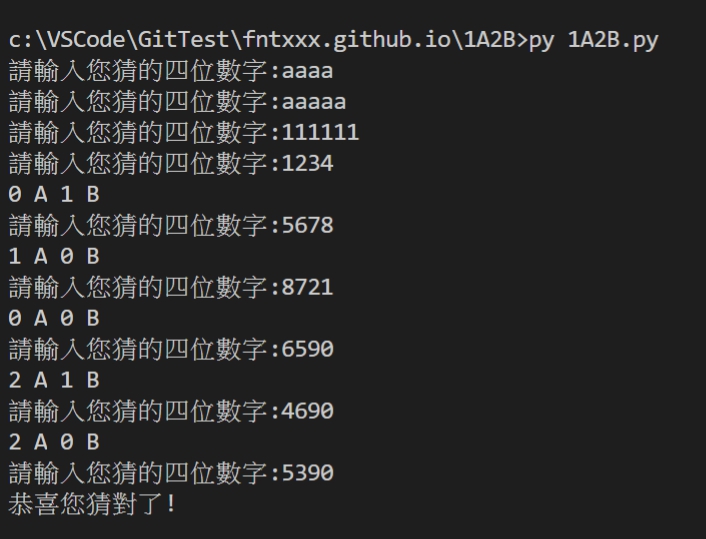 c:\VSCode\GitTest\fntxxx.github.io\1A2B>py 1A2B.py
請輸入您猜的四位數字:aaaa
請輸入您猜的四位數字:aaaaa
請輸入您猜的四位數字:111111
請輸入您猜的四位數字:1234
0 A 1 B
請輸入您猜的四位數字:5678
1 A 0 B
請輸入您猜的四位數字:8721
0 A 0 B
請輸入您猜的四位數字:6590
2 A 1 B
請輸入您猜的四位數字:4690
2 A 0 B
請輸入您猜的四位數字:5390
恭喜您猜對了!